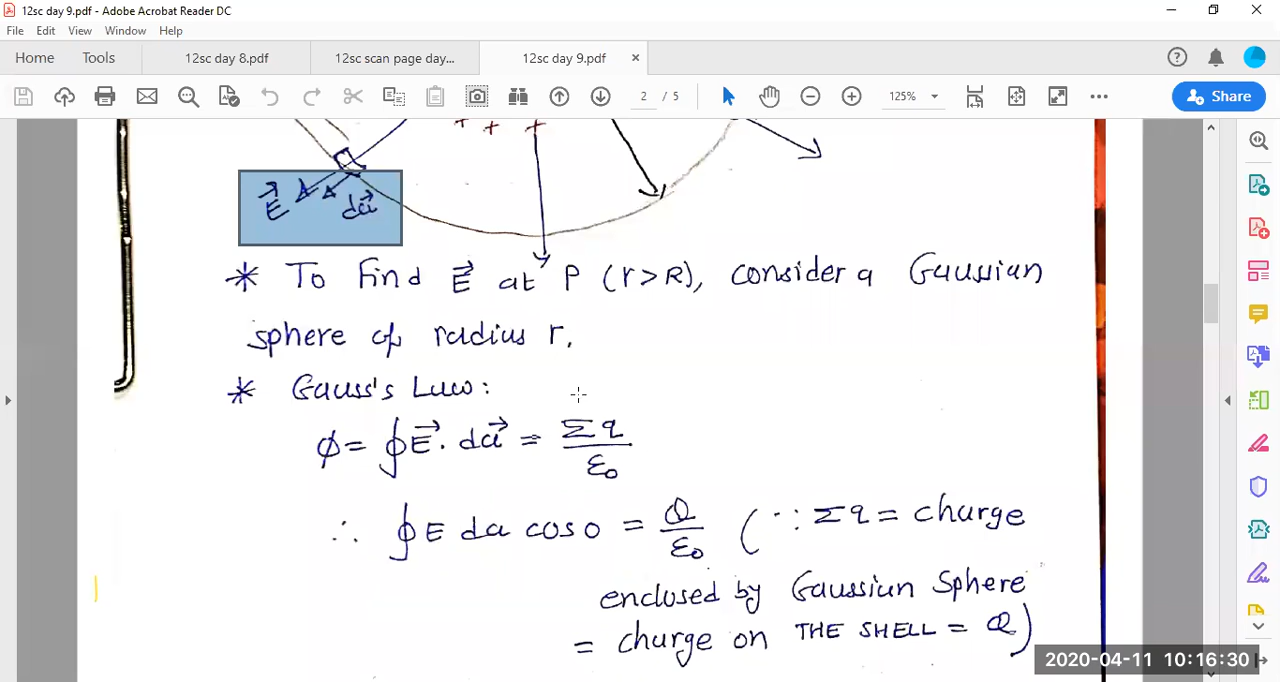 12sc day 9.pdf - Adobe Acrobat Reader DC
File Edit View Window Help
Home Tools 12sc day 8.pdf 12sc scan page day... 12sc day 9.pdf ×
2 / 5 125% Share
+ + +
E⃗ da⃗
* To Find E⃗ at P (r > R), consider a Gaussian
sphere of radius r.
* Gauss's Law:
ϕ = ∮E⃗. da⃗ = Σq/ε₀
∴ ∮E da cos 0 = Q/ε₀ (∵ Σq = charge
enclosed by Gaussian Sphere
= charge on THE SHELL = Q)
2020-04-11 10:16:30